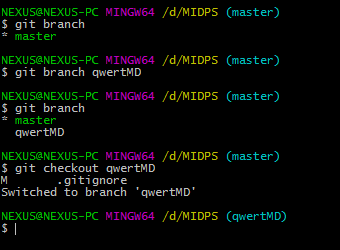 NEXUS@NEXUS-PC MINGW64 /d/MIDPS (master)
$ git branch
* master
NEXUS@NEXUS-PC MINGW64 /d/MIDPS (master)
$ git branch qwertMD
NEXUS@NEXUS-PC MINGW64 /d/MIDPS (master)
$ git branch
* master
  qwertMD
NEXUS@NEXUS-PC MINGW64 /d/MIDPS (master)
$ git checkout qwertMD
M       .gitignore
Switched to branch 'qwertMD'
NEXUS@NEXUS-PC MINGW64 /d/MIDPS (qwertMD)
$